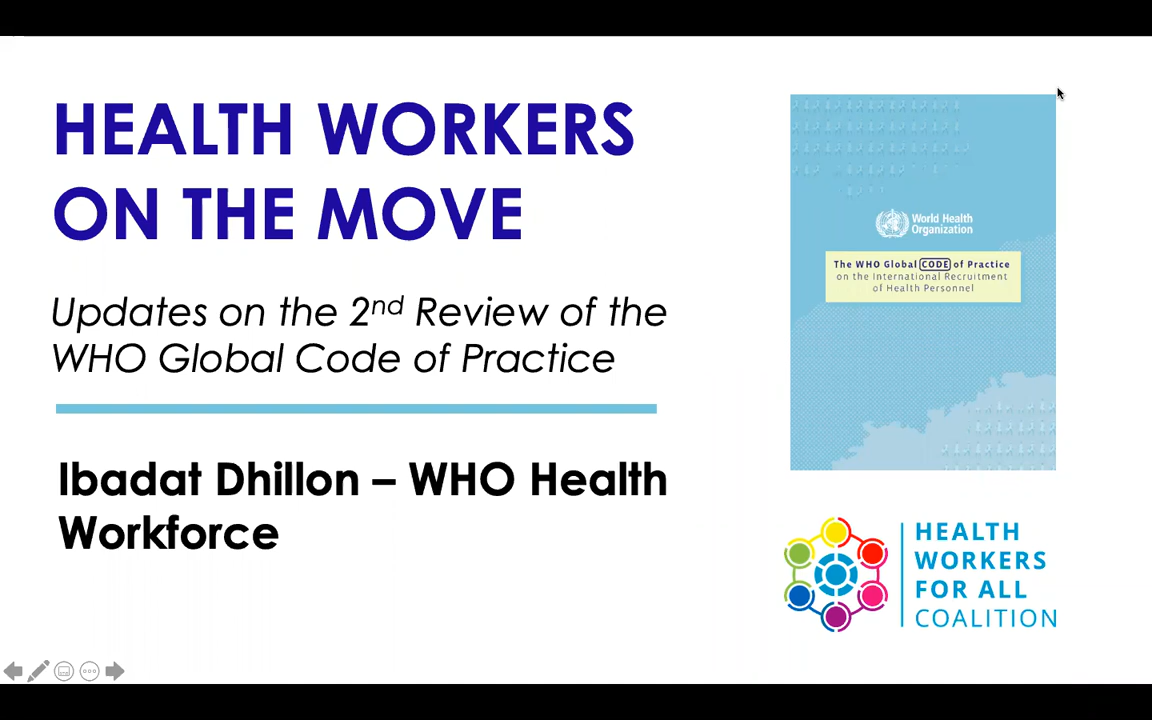 HEALTH WORKERS
ON THE MOVE
Updates on the 2nd Review of the
WHO Global Code of Practice
Ibadat Dhillon – WHO Health
Workforce
World Health
Organization
The WHO Global CODE of Practice
on the International Recruitment
of Health Personnel
HEALTH
WORKERS
FOR ALL
COALITION